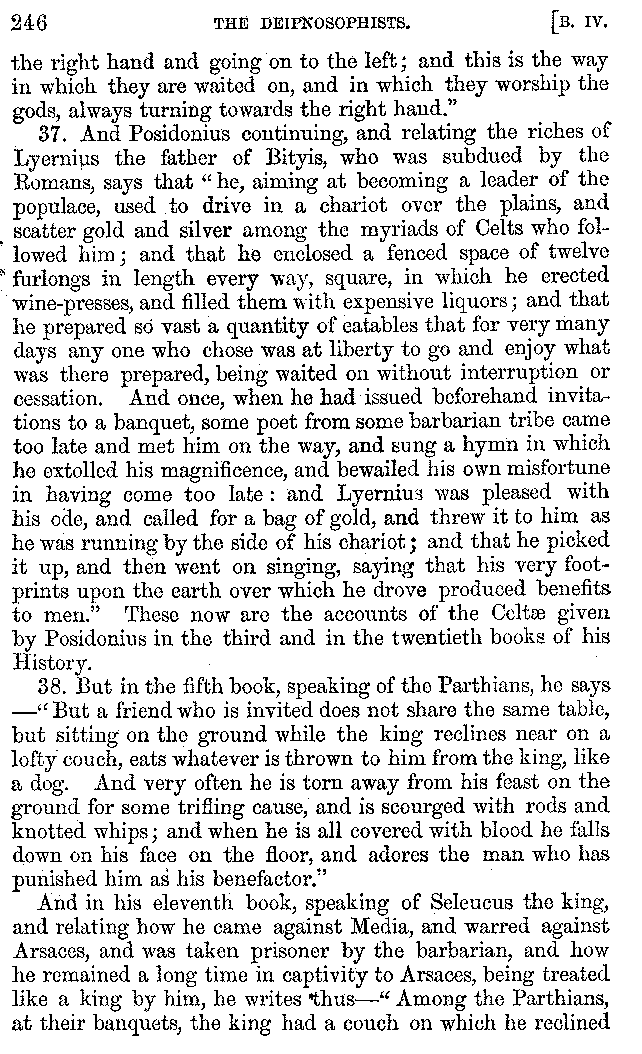 246 THE DEIPNOSOPHISTS. [B. IV.
the right hand and going on to the left; and this is the way
in which they are waited on, and in which they worship the
gods, always turning towards the right hand.”
37. And Posidonius continuing, and relating the riches of
Lyernius the father of Bityis, who was subdued by the
Romans, says that “he, aiming at becoming a leader of the
populace, used to drive in a chariot over the plains, and
scatter gold and silver among the myriads of Celts who fol-
lowed him; and that he enclosed a fenced space of twelve
furlongs in length every way, square, in which he erected
wine-presses, and filled them with expensive liquors; and that
he prepared so vast a quantity of eatables that for very many
days any one who chose was at liberty to go and enjoy what
was there prepared, being waited on without interruption or
cessation. And once, when he had issued beforehand invita-
tions to a banquet, some poet from some barbarian tribe came
too late and met him on the way, and sung a hymn in which
he extolled his magnificence, and bewailed his own misfortune
in having come too late: and Lyernius was pleased with
his ode, and called for a bag of gold, and threw it to him as
he was running by the side of his chariot; and that he picked
it up, and then went on singing, saying that his very foot-
prints upon the earth over which he drove produced benefits
to men.” These now are the accounts of the Celtæ given
by Posidonius in the third and in the twentieth books of his
History.
38. But in the fifth book, speaking of the Parthians, he says
—“But a friend who is invited does not share the same table,
but sitting on the ground while the king reclines near on a
lofty couch, eats whatever is thrown to him from the king, like
a dog. And very often he is torn away from his feast on the
ground for some trifling cause, and is scourged with rods and
knotted whips; and when he is all covered with blood he falls
down on his face on the floor, and adores the man who has
punished him as his benefactor.”
And in his eleventh book, speaking of Seleucus the king,
and relating how he came against Media, and warred against
Arsaces, and was taken prisoner by the barbarian, and how
he remained a long time in captivity to Arsaces, being treated
like a king by him, he writes thus—“Among the Parthians,
at their banquets, the king had a couch on which he reclined